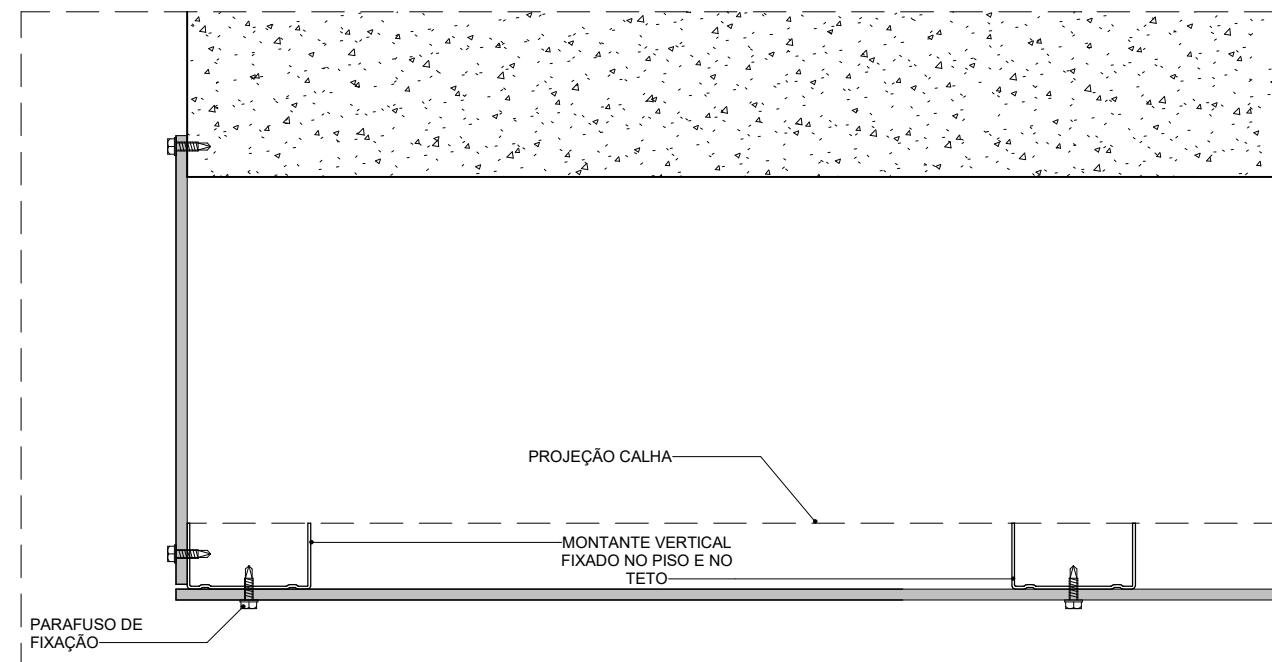 PROJEÇÃO CALHA
MONTANTE VERTICAL
FIXADO NO PISO E NO
TETO
PARAFUSO DE
FIXAÇÃO